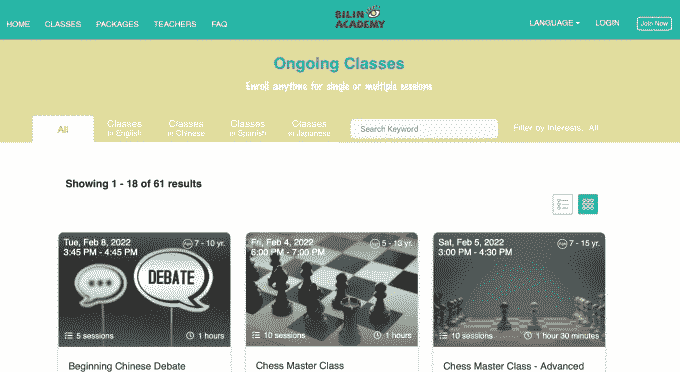 HOME CLASSES PACKAGES TEACHERS FAQ
BILIN
ACADEMY
LANGUAGE LOGIN Join Now
Ongoing Classes
Enroll anytime for single or multiple sessions
All
Classes
in English
Classes
in Chinese
Classes
in Spanish
Classes
in Japanese
Search Keyword
Filter by Interests: All
Showing 1 - 18 of 61 results
Tue, Feb 8, 2022
3:45 PM - 4:45 PM
7 - 10 yr.
DEBATE
5 sessions
1 hours
Beginning Chinese Debate
Fri, Feb 4, 2022
6:00 PM - 7:00 PM
5 - 13 yr.
10 sessions
1 hours
Chess Master Class
Sat, Feb 5, 2022
3:00 PM - 4:30 PM
7 - 15 yr.
10 sessions
1 hour 30 minutes
Chess Master Class - Advanced